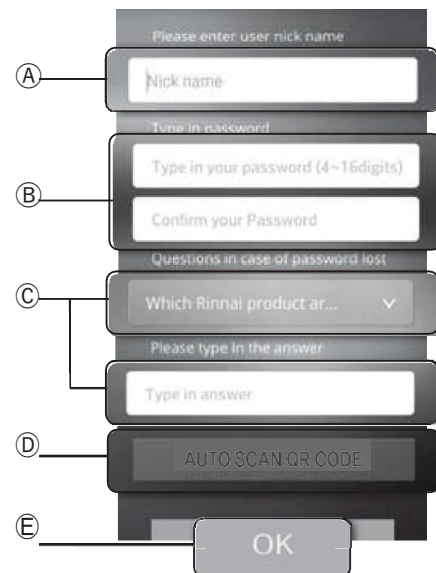 Please enter user nick name
Ⓐ
Nick name
Type in password
Type in your password (4~16digits)
Ⓑ
Confirm your Password
Questions in case of password lost
Ⓒ
Which Rinnai product ar...
Please type in the answer
Type in answer
Ⓓ
AUTO SCAN QR CODE
Ⓔ
OK